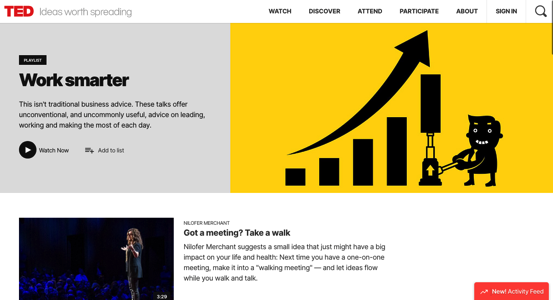 TED Ideas worth spreading
WATCH DISCOVER ATTEND PARTICIPATE ABOUT SIGN IN
PLAYLIST
Work smarter
This isn't traditional business advice. These talks offer
unconventional, and uncommonly useful, advice on leading,
working and making the most of each day.
Watch Now Add to list
NILOFER MERCHANT
Got a meeting? Take a walk
Nilofer Merchant suggests a small idea that just might have a big
impact on your life and health: Next time you have a one-on-one
meeting, make it into a "walking meeting" — and let ideas flow
while you walk and talk.
3:29
New! Activity Feed